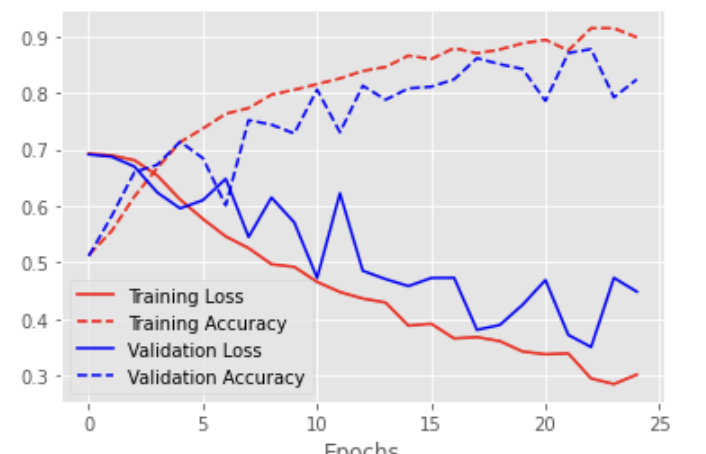 0.9
0.8
0.7
0.6
0.5
0.4
0.3
Training Loss
Training Accuracy
Validation Loss
Validation Accuracy
0 5 10 15 20 25
Epochs